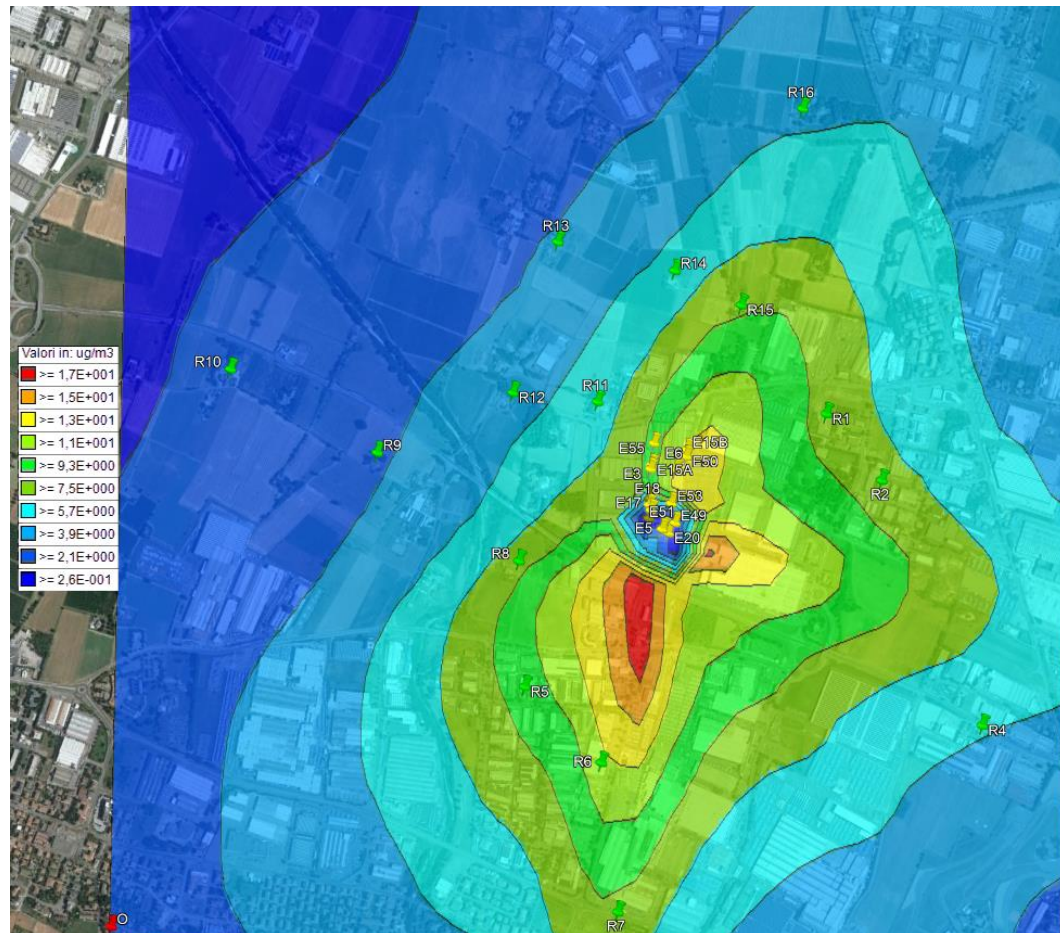 R16
R13
R14
R15
Valori in: ug/m3
>= 1,7E+001
>= 1,5E+001
>= 1,3E+001
>= 1,1E+001
>= 9,3E+000
>= 7,5E+000
>= 5,7E+000
>= 3,9E+000
>= 2,1E+000
>= 2,6E-001
R10
R12
R11
R1
R9
E55
E6
E15B
E50
E3
E15A
R2
E18
E17
E53
E51
E49
E5
E20
R8
R5
R4
R6
R7
O